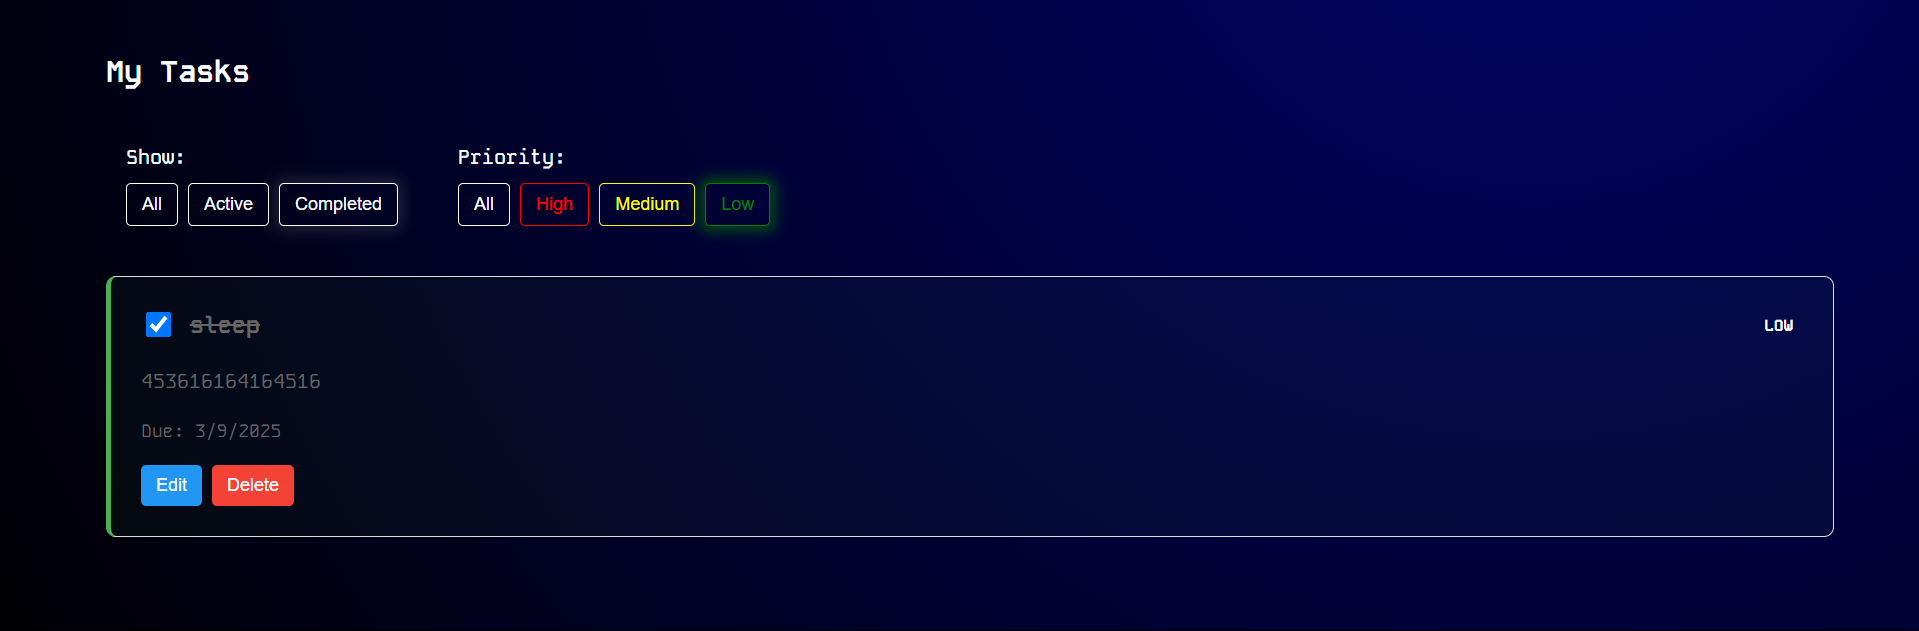 My Tasks
Show:
All Active Completed
Priority:
All High Medium Low
sleep
LOW
453616164164516
Due: 3/9/2025
Edit Delete